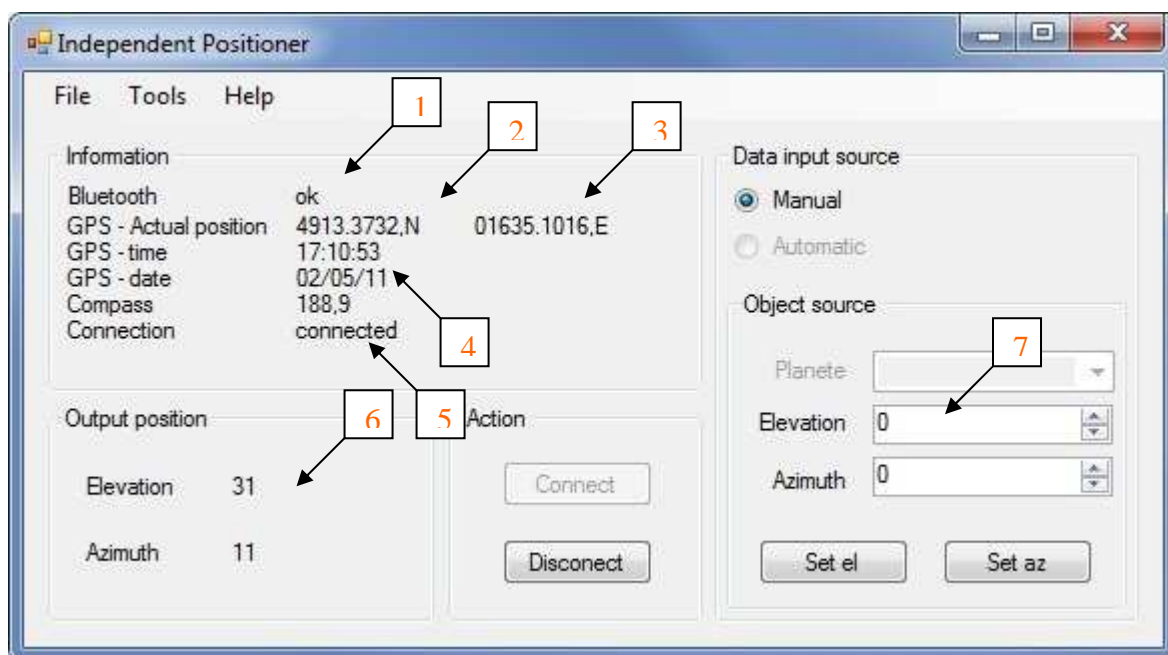 Independent Positioner
File Tools Help
1
2
3
Information
Bluetooth ok
GPS - Actual position 4913.3732,N 01635.1016,E
GPS - time 17:10:53
GPS - date 02/05/11
Compass 188,9
Connection connected
4
5
6
Output position
Elevation 31
Azimuth 11
Action
Connect
Disconect
Data input source
Manual
Automatic
Object source
7
Planete
Elevation 0
Azimuth 0
Set el Set az